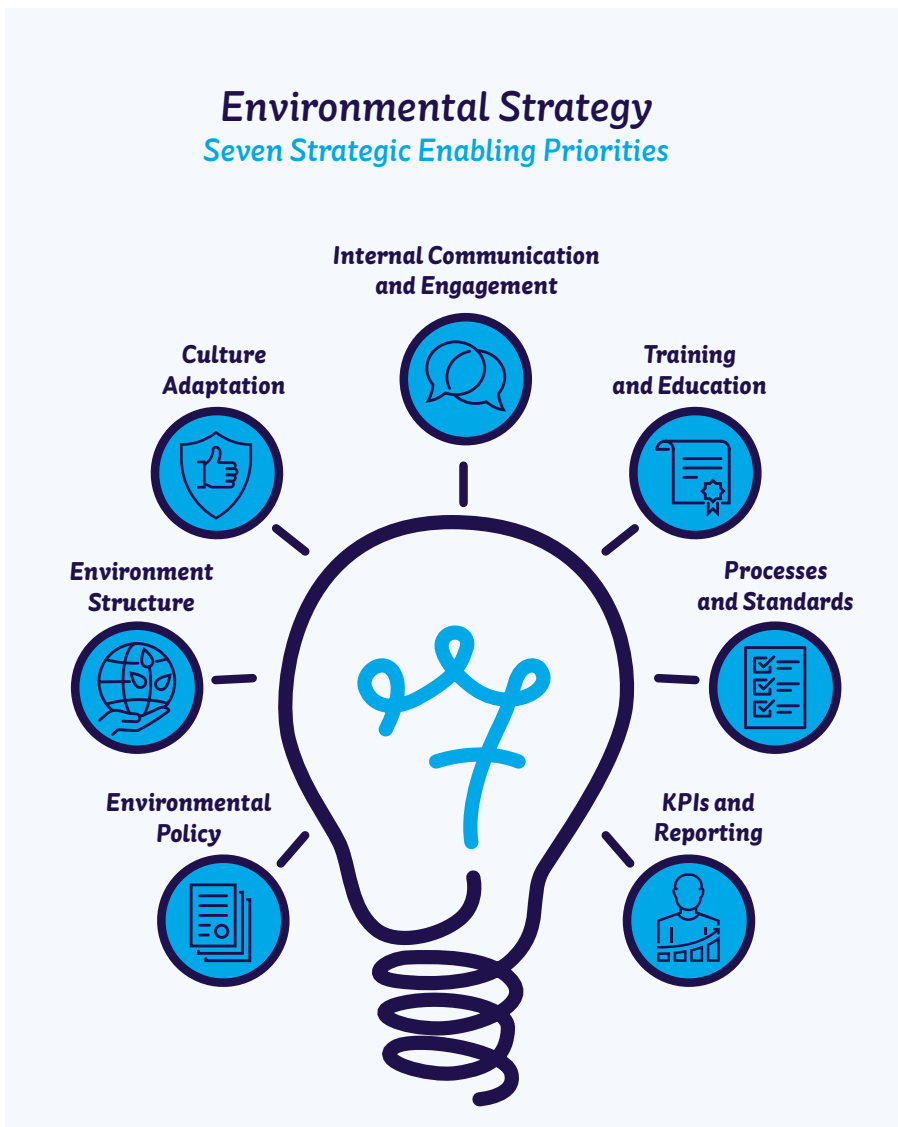 Environmental Strategy
Seven Strategic Enabling Priorities
Internal Communication
and Engagement
Culture
Adaptation
Training
and Education
Environment
Structure
Processes
and Standards
7
Environmental
Policy
KPIs and
Reporting